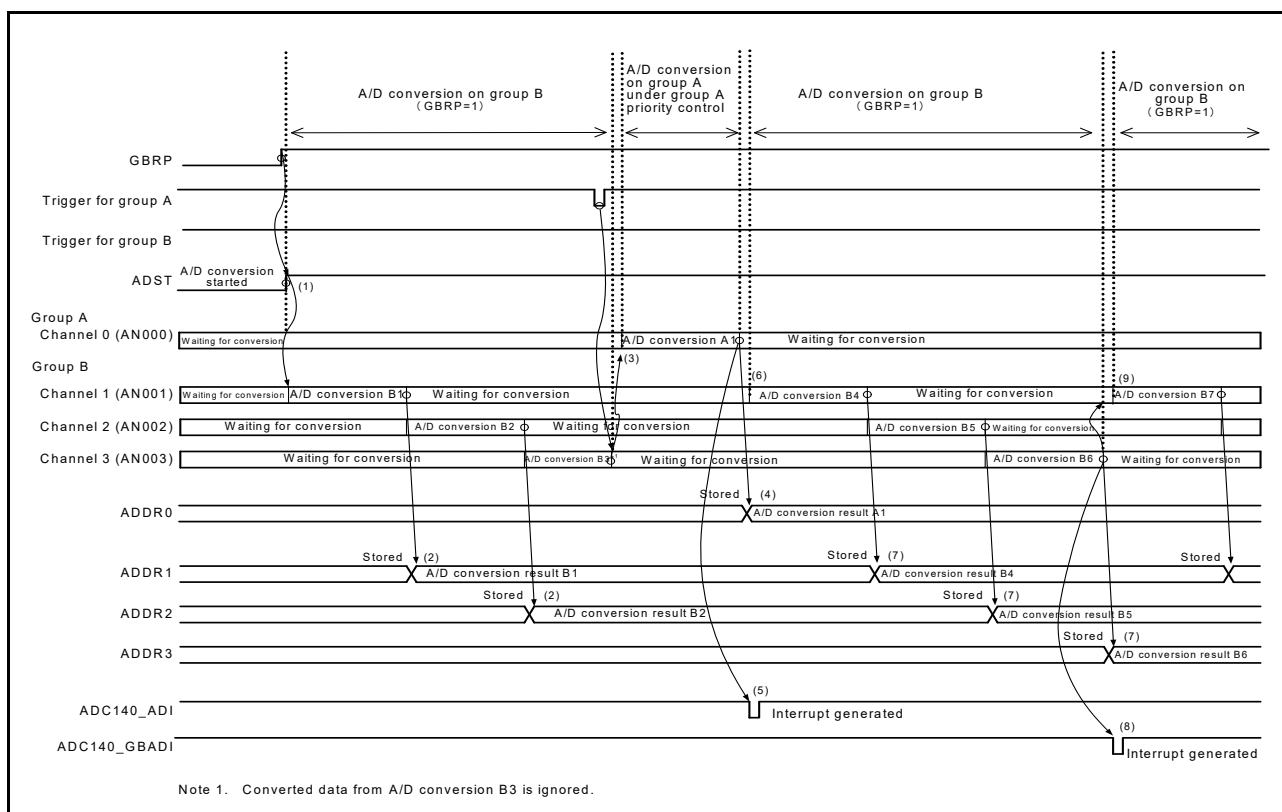 A/D conversion on group B
(GBRP=1)
A/D conversion
on group A
under group A
priority control
A/D conversion on group B
(GBRP=1)
A/D conversion on
group B
(GBRP=1)
GBRP
Trigger for group A
Trigger for group B
ADST
A/D conversion
started
(1)
Group A
Channel 0 (AN000)
Waiting for conversion
A/D conversion A1
Waiting for conversion
(3)
Group B
(6)
(9)
Channel 1 (AN001)
Waiting for conversion
A/D conversion B1
Waiting for conversion
A/D conversion B4
Waiting for conversion
A/D conversion B7
Channel 2 (AN002)
Waiting for conversion
A/D conversion B2
Waiting for conversion
A/D conversion B5
Waiting for conversion
Channel 3 (AN003)
Waiting for conversion
A/D conversion B3
1
Waiting for conversion
A/D conversion B6
Waiting for conversion
Stored (4)
ADDR0
A/D conversion result A1
Stored (2)
Stored (7)
Stored
ADDR1
A/D conversion result B1
A/D conversion result B4
Stored (2)
Stored (7)
ADDR2
A/D conversion result B2
A/D conversion result B5
Stored (7)
ADDR3
A/D conversion result B6
(5)
ADC140_ADI
Interrupt generated
(8)
ADC140_GBADI
Interrupt generated
Note 1. Converted data from A/D conversion B3 is ignored.